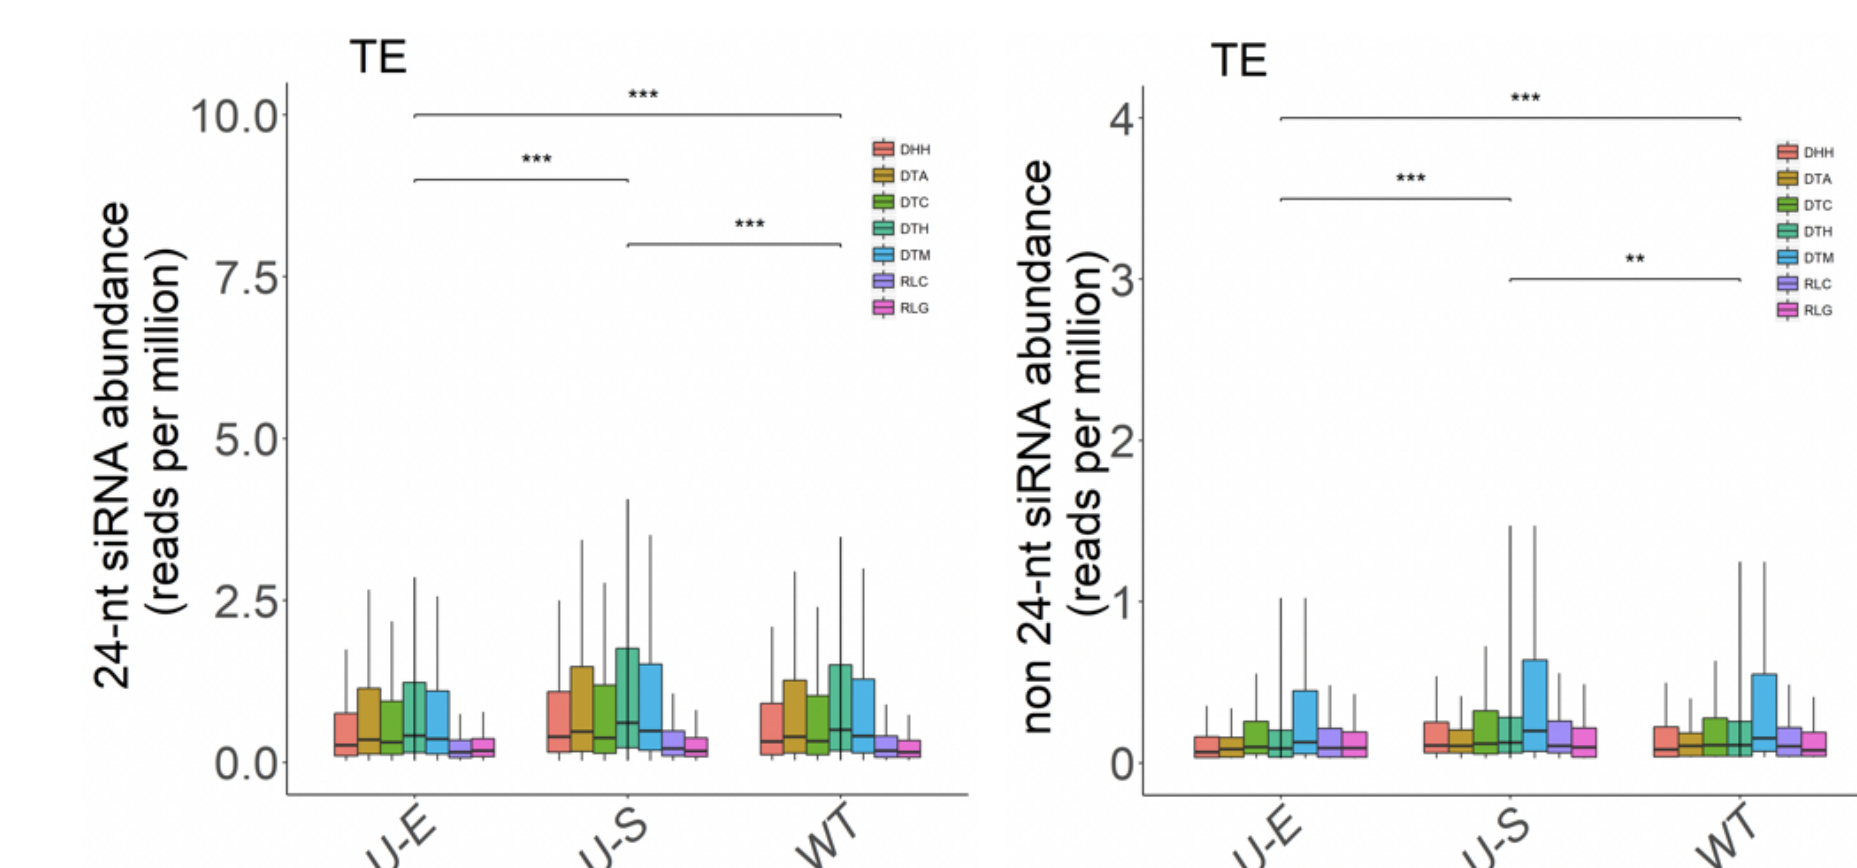 TE
10.0
7.5
5.0
2.5
0.0
24-nt siRNA abundance
(reads per million)
***
***
***
DHH
DTA
DTC
DTH
DTM
RLC
RLG
U-E
U-S
WT
TE
4
3
2
1
0
non 24-nt siRNA abundance
(reads per million)
***
***
**
DHH
DTA
DTC
DTH
DTM
RLC
RLG
U-E
U-S
WT